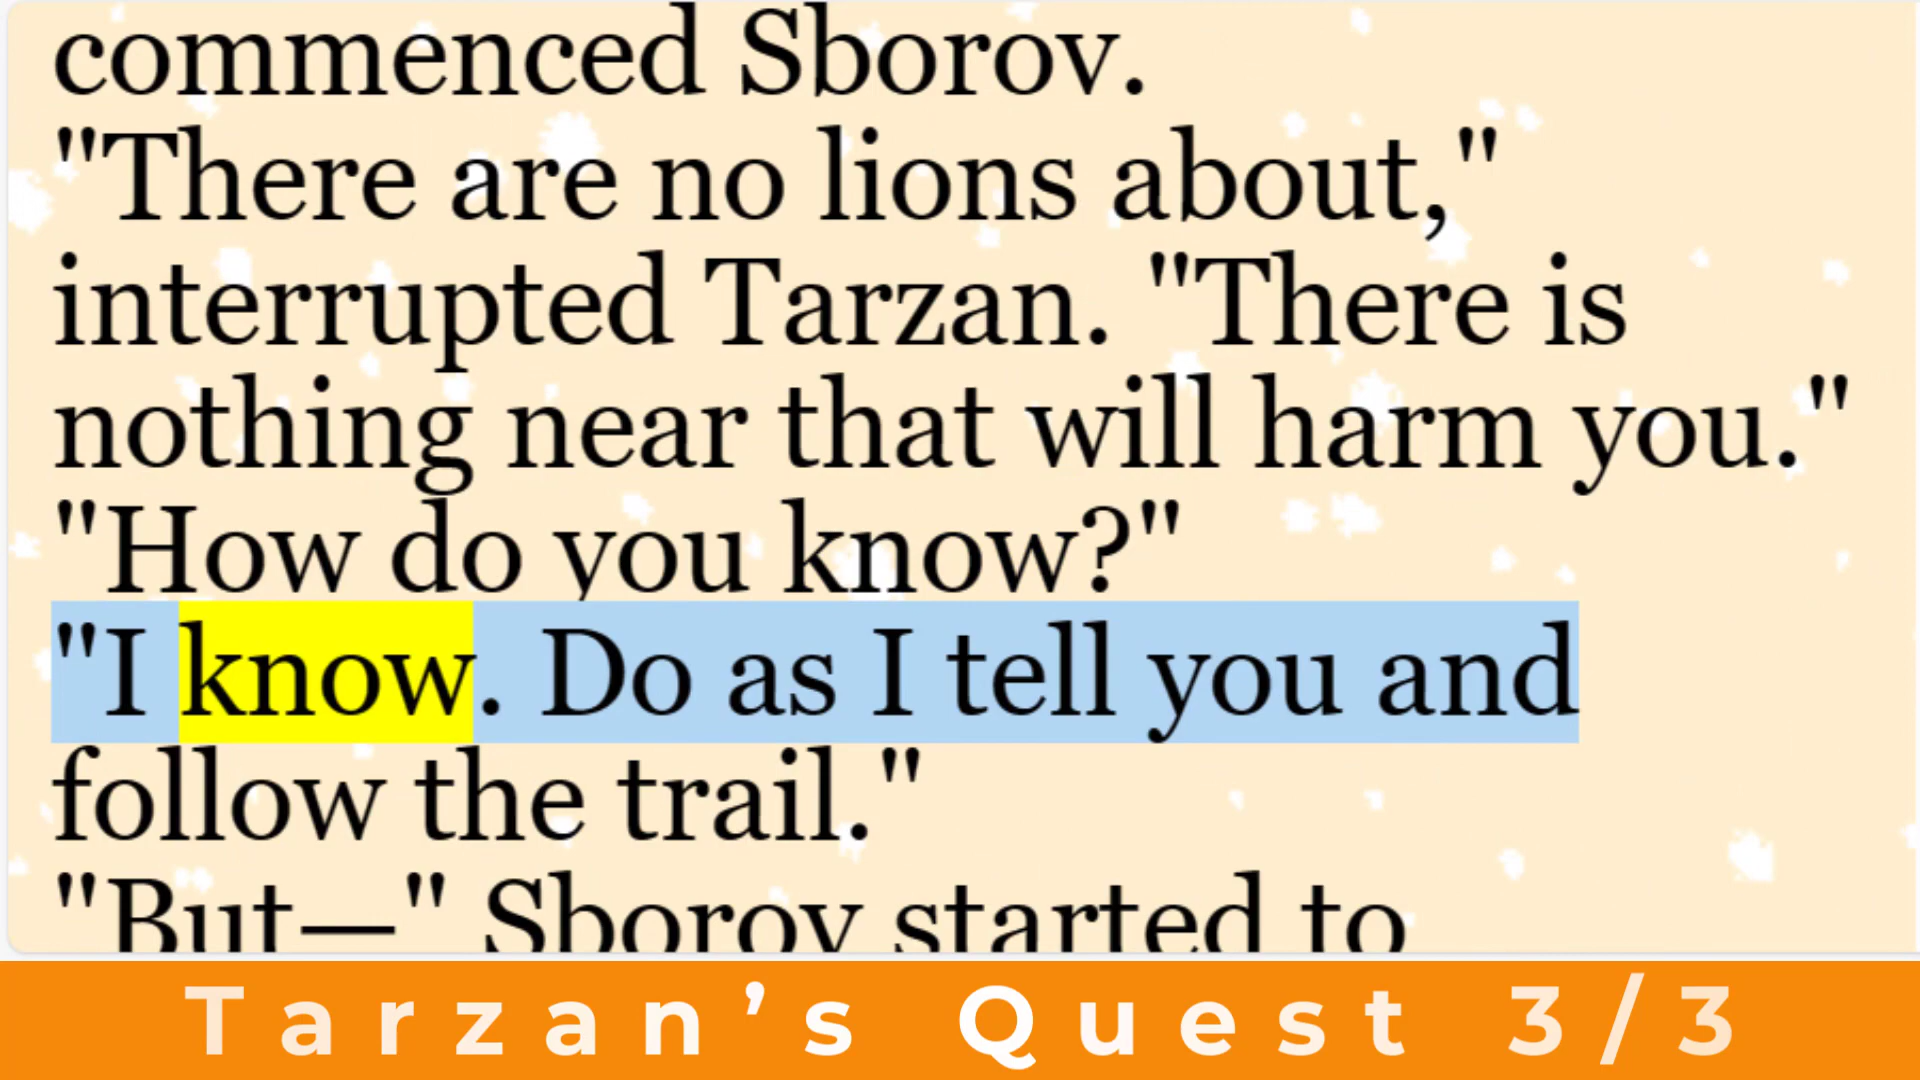 commenced Sborov.
"There are no lions about,"
interrupted Tarzan. "There is
nothing near that will harm you."
"How do you know?"
"I know. Do as I tell you and
follow the trail."
"But—" Sborov started to
Tarzan’s Quest 3/3